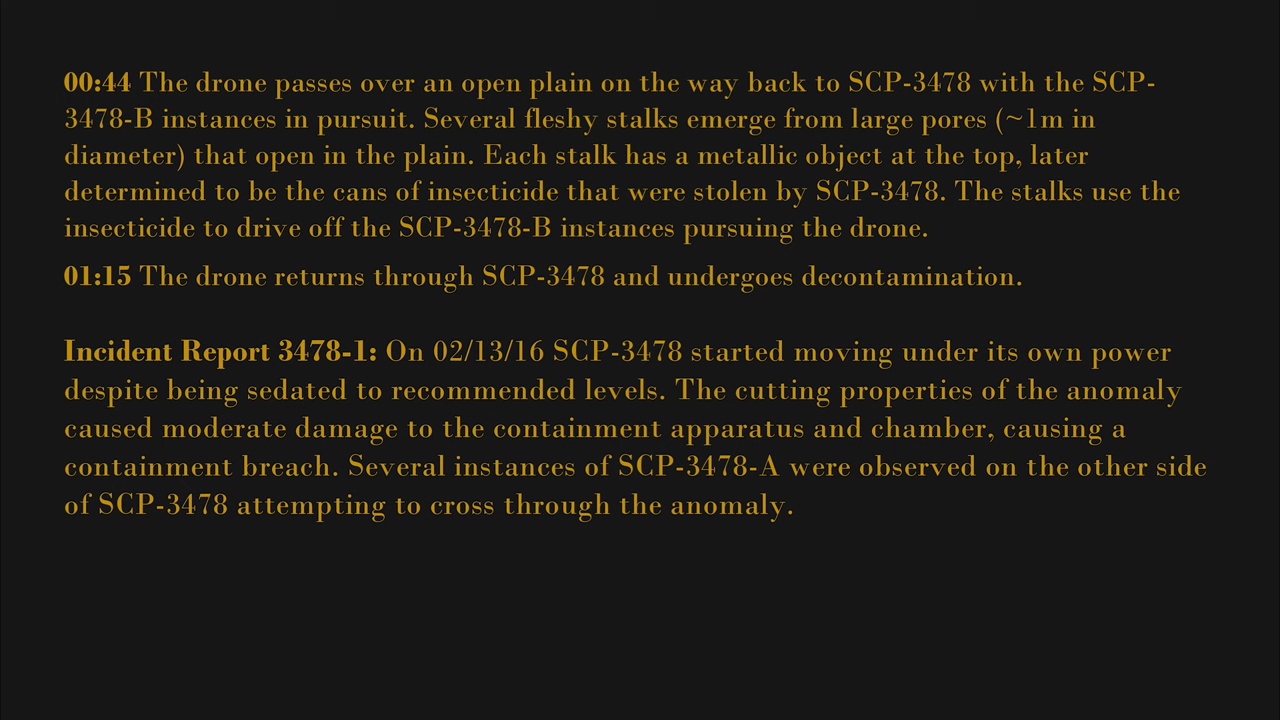 00:44 The drone passes over an open plain on the way back to SCP-3478 with the SCP-
3478-B instances in pursuit. Several fleshy stalks emerge from large pores (~1m in
diameter) that open in the plain. Each stalk has a metallic object at the top, later
determined to be the cans of insecticide that were stolen by SCP-3478. The stalks use the
insecticide to drive off the SCP-3478-B instances pursuing the drone.
01:15 The drone returns through SCP-3478 and undergoes decontamination.
Incident Report 3478-1: On 02/13/16 SCP-3478 started moving under its own power
despite being sedated to recommended levels. The cutting properties of the anomaly
caused moderate damage to the containment apparatus and chamber, causing a
containment breach. Several instances of SCP-3478-A were observed on the other side
of SCP-3478 attempting to cross through the anomaly.